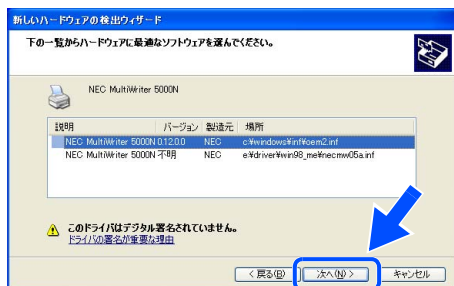 新しいハードウェアの検出ウィザード
下の一覧からハードウェアに最適なソフトウェアを選んでください。
NEC MultiWriter 5000N
説明 バージョン 製造元 場所
NEC MultiWriter 5000N 0.12.0.0 NEC c:¥windows¥inf¥oem2.inf
NEC MultiWriter 5000N 不明 NEC e:¥driver¥win98_me¥necmw05a.inf
このドライバはデジタル署名されていません。
ドライバの署名が重要な理由
< 戻る(B) 次へ(N) > キャンセル